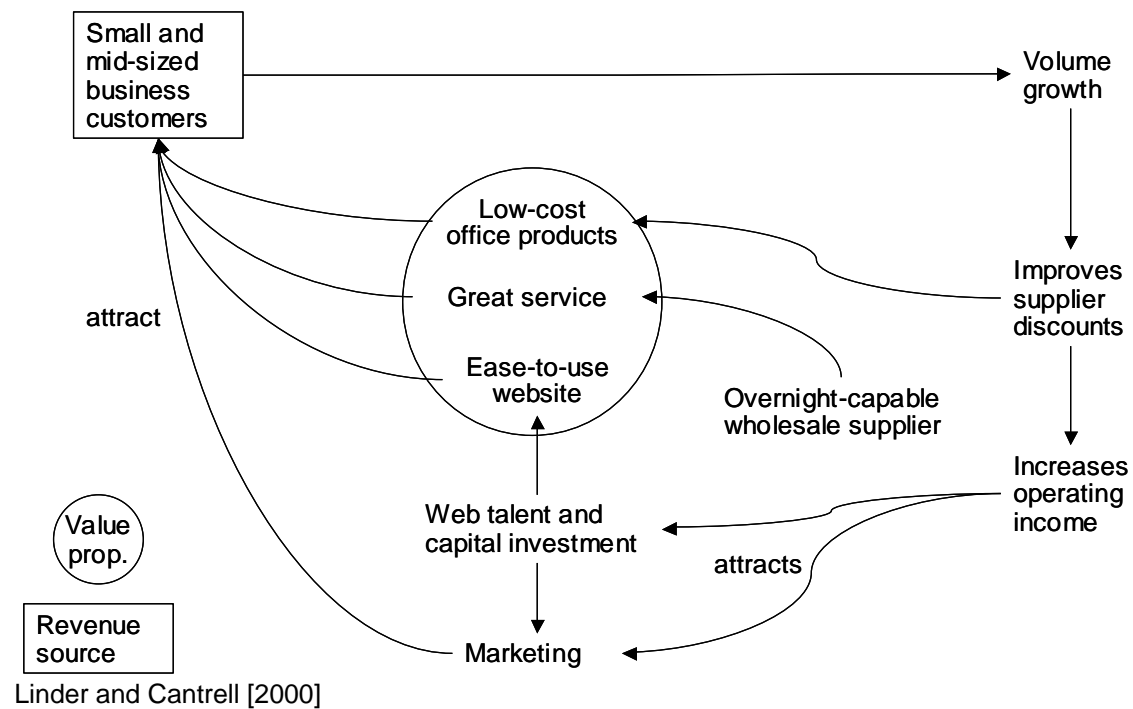 Small and
mid-sized
business
customers
Volume
growth
Low-cost
office products
Great service
Ease-to-use
website
attract
Improves
supplier
discounts
Overnight-capable
wholesale supplier
Increases
operating
income
Web talent and
capital investment
attracts
Marketing
Value
prop.
Revenue
source
Linder and Cantrell [2000]